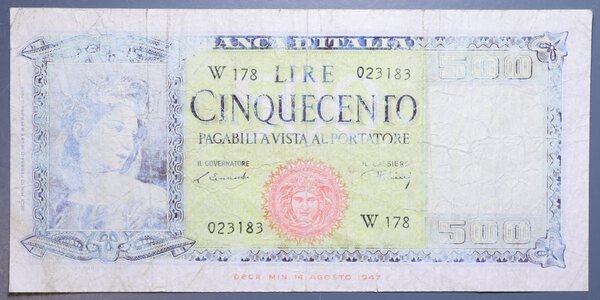 BANCA D'ITALIA
W 178 LIRE 023183
500
CINQUECENTO
PAGABILI A VISTA AL PORTATORE
IL GOVERNATORE IL CASSIERE
023183 W 178
500
DECR. MIN. 14 AGOSTO 1947